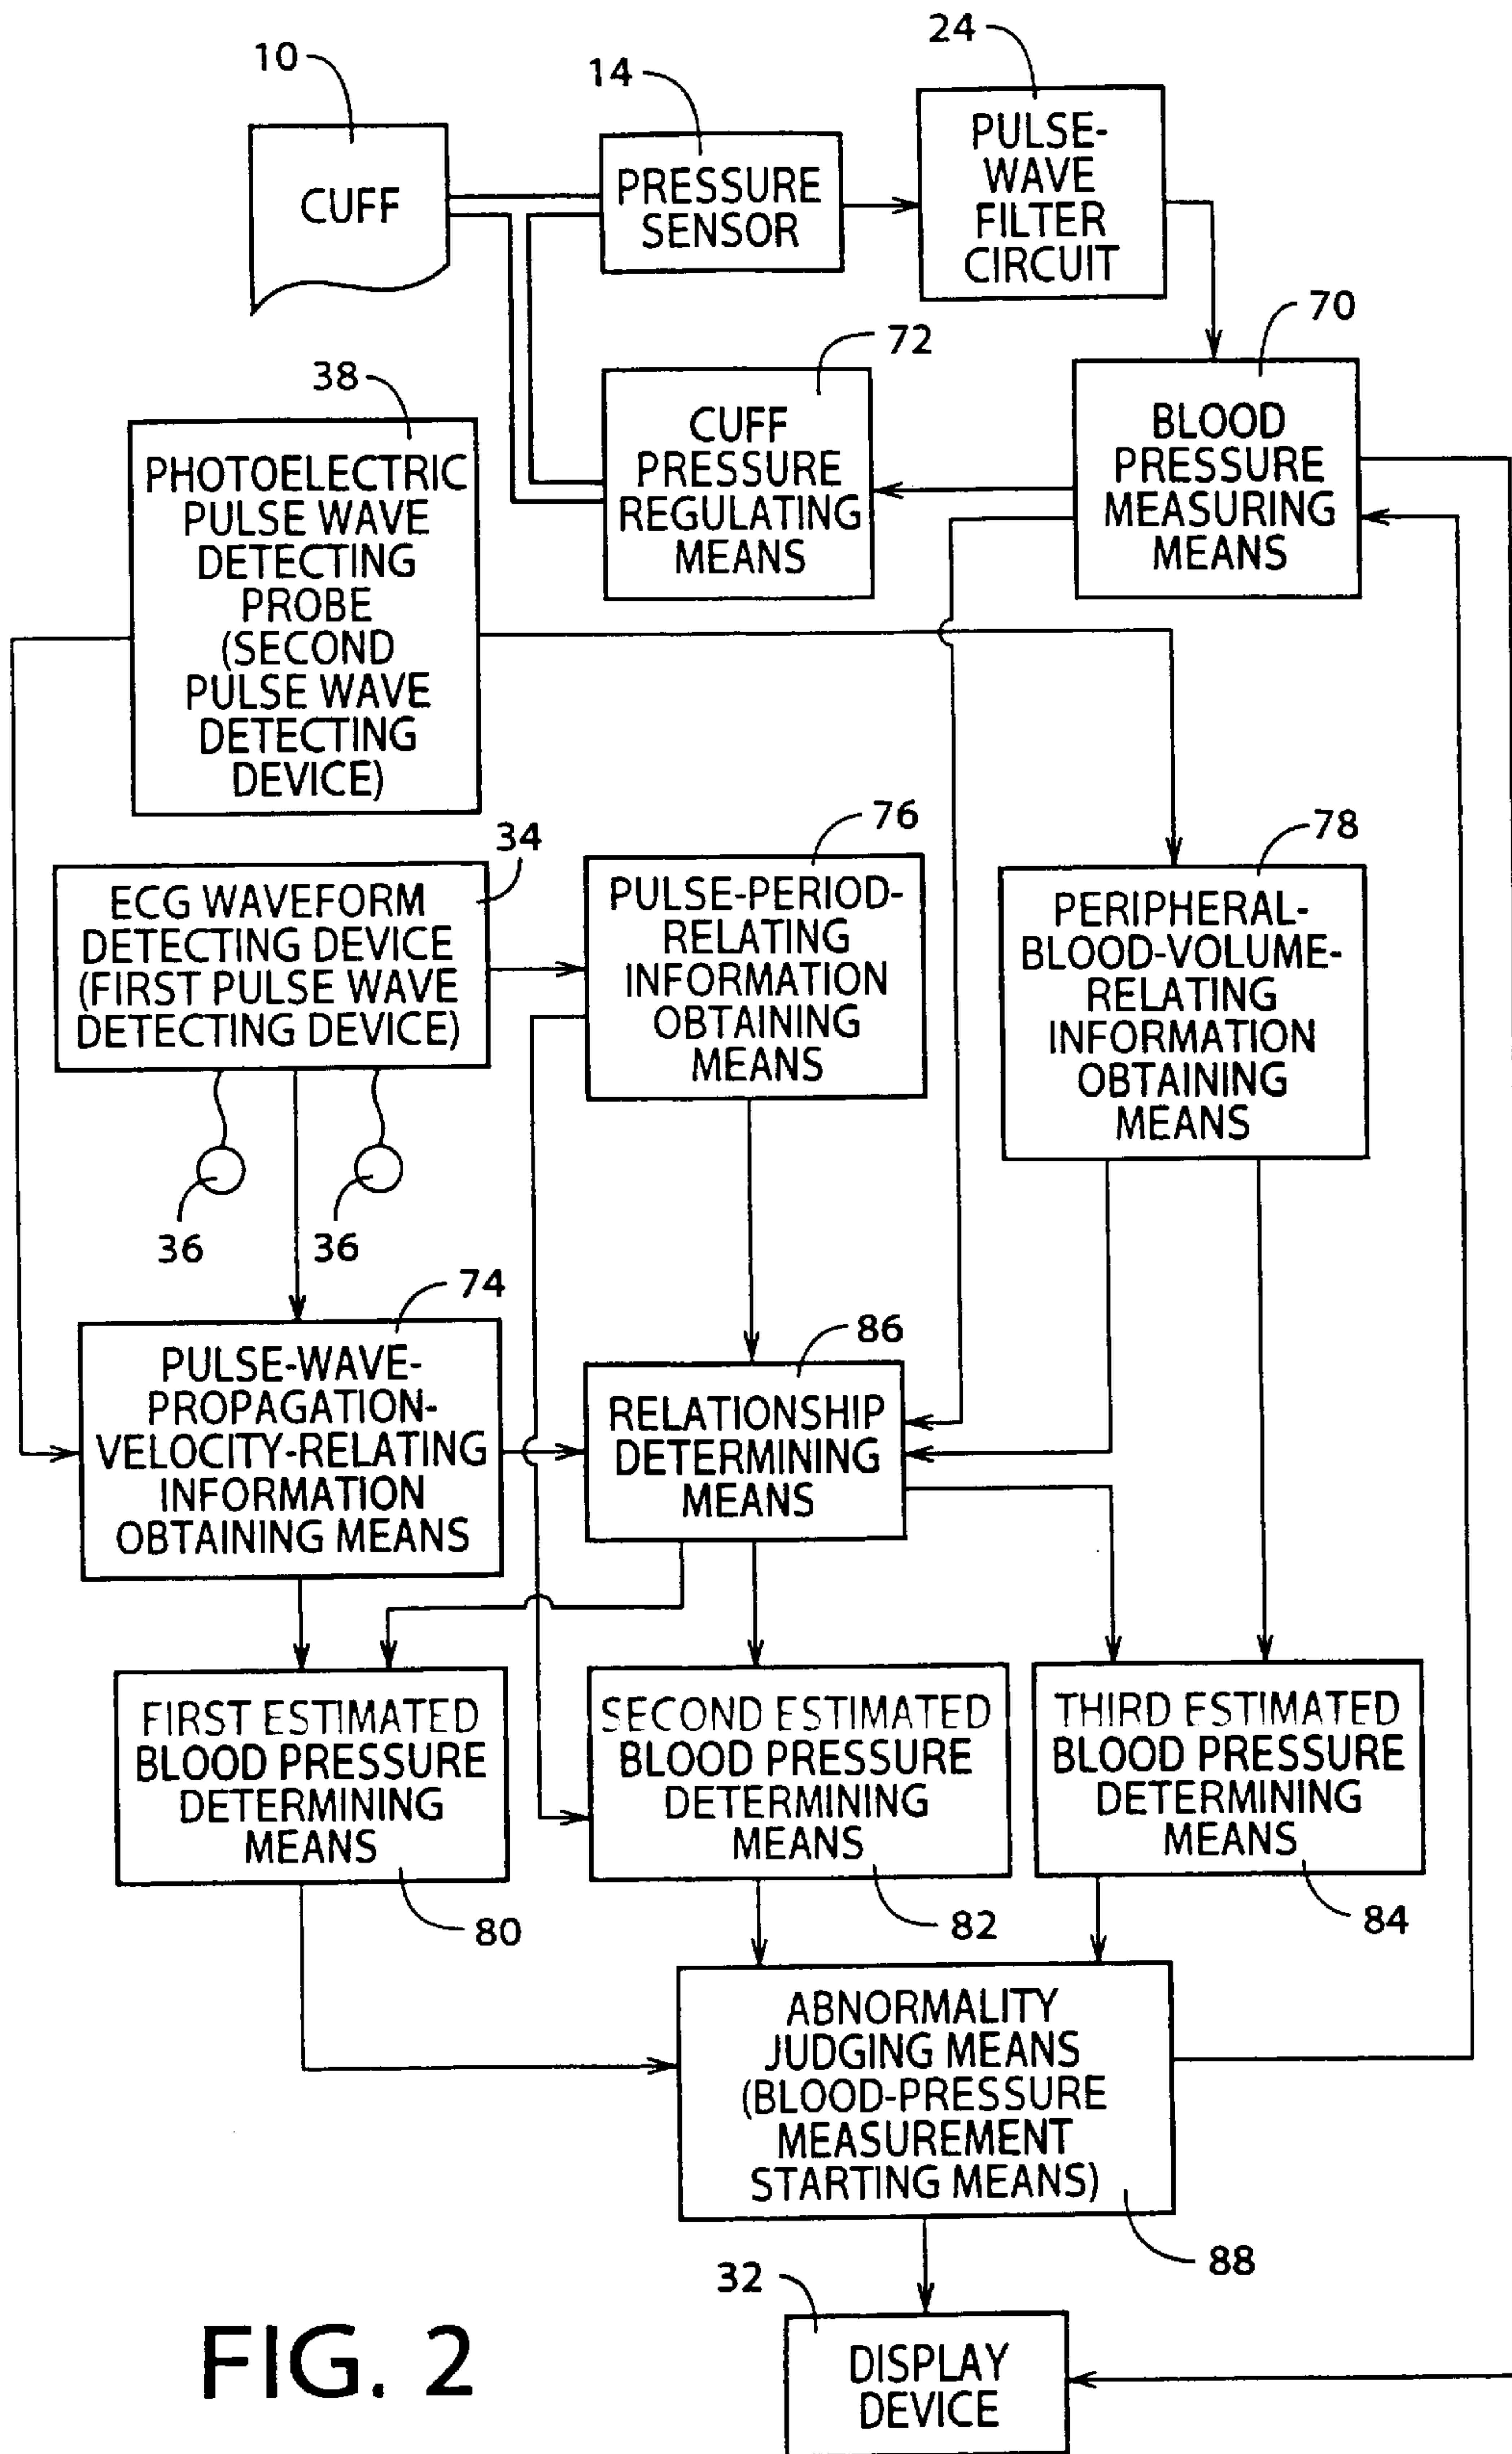 10
CUFF
14
PRESSURE
SENSOR
24
PULSE-
WAVE
FILTER
CIRCUIT
38
PHOTOELECTRIC
PULSE WAVE
DETECTING
PROBE
(SECOND
PULSE WAVE
DETECTING
DEVICE)
72
CUFF
PRESSURE
REGULATING
MEANS
70
BLOOD
PRESSURE
MEASURING
MEANS
34
ECG WAVEFORM
DETECTING DEVICE
(FIRST PULSE WAVE
DETECTING DEVICE)
36
36
76
PULSE-PERIOD-
RELATING
INFORMATION
OBTAINING
MEANS
78
PERIPHERAL-
BLOOD-VOLUME-
RELATING
INFORMATION
OBTAINING
MEANS
74
PULSE-WAVE-
PROPAGATION-
VELOCITY-RELATING
INFORMATION
OBTAINING MEANS
86
RELATIONSHIP
DETERMINING
MEANS
FIRST ESTIMATED
BLOOD PRESSURE
DETERMINING
MEANS
80
SECOND ESTIMATED
BLOOD PRESSURE
DETERMINING
MEANS
82
THIRD ESTIMATED
BLOOD PRESSURE
DETERMINING
MEANS
84
ABNORMALITY
JUDGING MEANS
(BLOOD-PRESSURE
MEASUREMENT
STARTING MEANS)
88
32
DISPLAY
DEVICE
FIG. 2